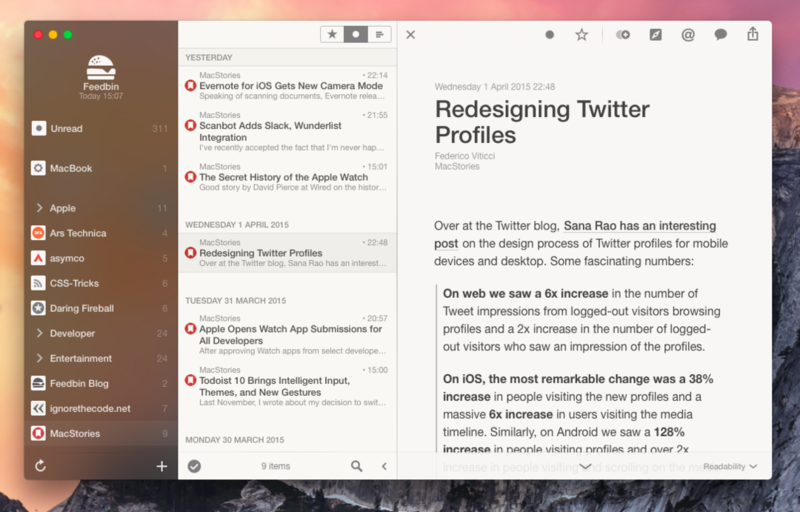 Feedbin
Today 15:07
Unread 311
MacBook 1
Apple 11
Ars Technica 4
asymco 5
CSS-Tricks 6
Daring Fireball 6
Developer 24
Entertainment 24
Feedbin Blog 2
ignorethecode.net 7
MacStories 9
YESTERDAY
MacStories • 22:14
Evernote for iOS Gets New Camera Mode
Speaking of scanning documents, Evernote relea...
MacStories • 21:55
Scanbot Adds Slack, Wunderlist
Integration
I've recently accepted the fact that I'm never hap...
MacStories • 15:01
The Secret History of the Apple Watch
Good story by David Pierce at Wired on the histor...
WEDNESDAY 1 APRIL 2015
MacStories • 22:48
Redesigning Twitter Profiles
Over at the Twitter blog, Sana Rao has an interest...
TUESDAY 31 MARCH 2015
MacStories • 20:57
Apple Opens Watch App Submissions for
All Developers
After approving Watch apps from select develope...
MacStories • 15:00
Todoist 10 Brings Intelligent Input,
Themes, and New Gestures
Last November, I wrote about my decision to swit...
MONDAY 30 MARCH 2015
9 items
Wednesday 1 April 2015 22:48
Redesigning Twitter
Profiles
Federico Viticci
MacStories
Over at the Twitter blog, Sana Rao has an interesting
post on the design process of Twitter profiles for mobile
devices and desktop. Some fascinating numbers:
On web we saw a 6x increase in the number of
Tweet impressions from logged-out visitors browsing
profiles and a 2x increase in the number of logged-
out visitors who saw an impression of the profiles.
On iOS, the most remarkable change was a 38%
increase in people visiting the new profiles and a
massive 6x increase in users visiting the media
timeline. Similarly, on Android we saw a 128%
increase in people visiting profiles and over 2x
increase in people visiting and scrolling on the
Readability